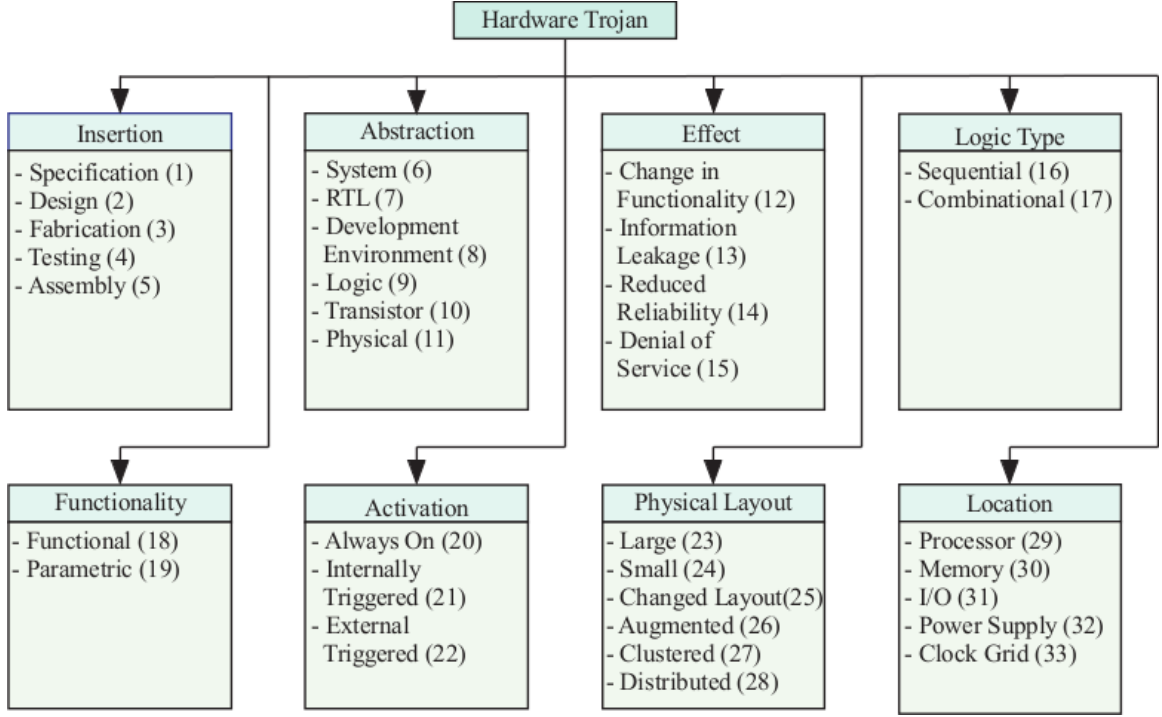 Hardware Trojan
Insertion
- Specification (1)
- Design (2)
- Fabrication (3)
- Testing (4)
- Assembly (5)
Abstraction
- System (6)
- RTL (7)
- Development
Environment (8)
- Logic (9)
- Transistor (10)
- Physical (11)
Effect
- Change in
Functionality (12)
- Information
Leakage (13)
- Reduced
Reliability (14)
- Denial of
Service (15)
Logic Type
- Sequential (16)
- Combinational (17)
Functionality
- Functional (18)
- Parametric (19)
Activation
- Always On (20)
- Internally
Triggered (21)
- External
Triggered (22)
Physical Layout
- Large (23)
- Small (24)
- Changed Layout(25)
- Augmented (26)
- Clustered (27)
- Distributed (28)
Location
- Processor (29)
- Memory (30)
- I/O (31)
- Power Supply (32)
- Clock Grid (33)